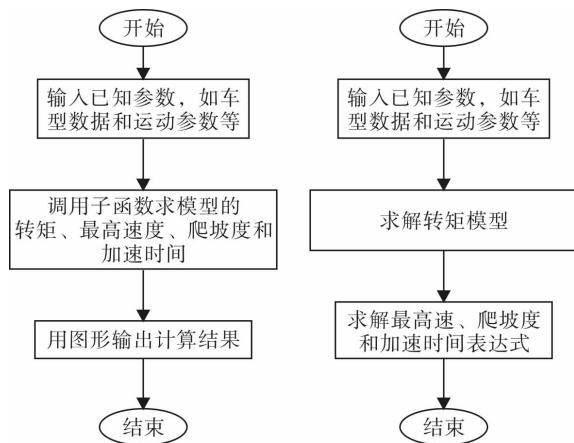 开始
输入已知参数，如车
型数据和运动参数等
调用子函数求模型的
转矩、最高速度、爬坡度和
加速时间
用图形输出计算结果
结束
开始
输入已知参数，如车
型数据和运动参数等
求解转矩模型
求解最高速、爬坡度
和加速时间表达式
结束